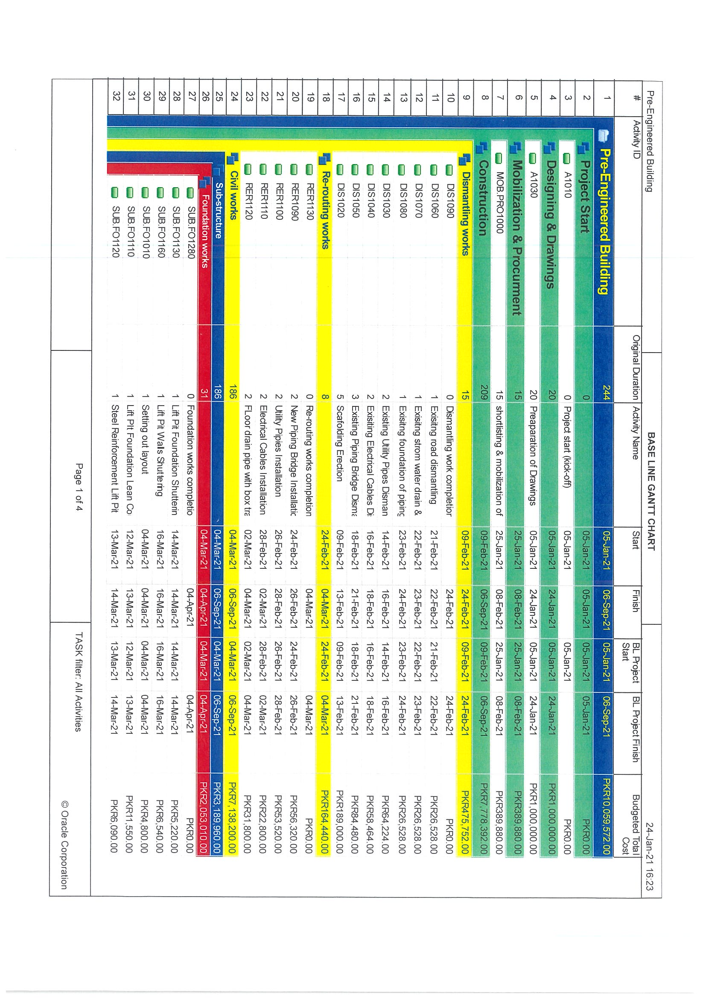 Pre-Engineered Building BASE LINE GANTT CHART 24-Jan-21 16:23
# Activity ID Original Duration Activity Name Start Finish BL Project Start BL Project Finish Budgeted Total Cost
1 Pre-Engineered Building 244 05-Jan-21 06-Sep-21 05-Jan-21 06-Sep-21 PKR10,059,572.00
2 Project Start 0 05-Jan-21 05-Jan-21 05-Jan-21 05-Jan-21 PKR0.00
3 A1010 0 Project start (kick-off) 05-Jan-21 05-Jan-21 PKR0.00
4 Designing & Drawings 20 05-Jan-21 24-Jan-21 05-Jan-21 24-Jan-21 PKR1,000,000.00
5 A1030 20 Preaparation of Drawings 05-Jan-21 24-Jan-21 05-Jan-21 24-Jan-21 PKR1,000,000.00
6 Mobilization & Procurment 15 25-Jan-21 08-Feb-21 25-Jan-21 08-Feb-21 PKR389,880.00
7 MOB.PRO1000 15 shortlisting & mobilization of 25-Jan-21 08-Feb-21 25-Jan-21 08-Feb-21 PKR389,880.00
8 Construction 209 09-Feb-21 06-Sep-21 09-Feb-21 06-Sep-21 PKR7,778,392.00
9 Dismantling works 15 09-Feb-21 24-Feb-21 09-Feb-21 24-Feb-21 PKR475,752.00
10 DIS1090 0 Dismantling work completior 24-Feb-21 24-Feb-21 PKR0.00
11 DIS1060 1 Exisiting road dismantling 21-Feb-21 22-Feb-21 21-Feb-21 22-Feb-21 PKR26,528.00
12 DIS1070 1 Exisitng strom water drain & 22-Feb-21 23-Feb-21 22-Feb-21 23-Feb-21 PKR26,528.00
13 DIS1080 1 Exisitng foundation of piping 23-Feb-21 24-Feb-21 23-Feb-21 24-Feb-21 PKR26,528.00
14 DIS1030 2 Existing Utility Pipes Disman 14-Feb-21 16-Feb-21 14-Feb-21 16-Feb-21 PKR64,224.00
15 DIS1040 2 Exisiting Electrical Cables Di 16-Feb-21 18-Feb-21 16-Feb-21 18-Feb-21 PKR58,464.00
16 DIS1050 3 Existing Piping Bridge Disma 18-Feb-21 21-Feb-21 18-Feb-21 21-Feb-21 PKR84,480.00
17 DIS1020 5 Scafolding Erection 09-Feb-21 13-Feb-21 09-Feb-21 13-Feb-21 PKR189,000.00
18 Re-routing works 8 24-Feb-21 04-Mar-21 24-Feb-21 04-Mar-21 PKR164,440.00
19 RER1130 0 Re-routing works completion 04-Mar-21 04-Mar-21 PKR0.00
20 RER1090 2 New Piping Bridge Installatic 24-Feb-21 26-Feb-21 24-Feb-21 26-Feb-21 PKR56,320.00
21 RER1100 2 Utility Pipies Installation 26-Feb-21 28-Feb-21 26-Feb-21 28-Feb-21 PKR53,520.00
22 RER1110 2 Electrical Cables Installation 28-Feb-21 02-Mar-21 28-Feb-21 02-Mar-21 PKR22,800.00
23 RER1120 2 FLoor drain pipe with box tra 02-Mar-21 04-Mar-21 02-Mar-21 04-Mar-21 PKR31,800.00
24 Civil works 186 04-Mar-21 06-Sep-21 04-Mar-21 06-Sep-21 PKR7,138,200.00
25 Sub-structure 186 04-Mar-21 06-Sep-21 04-Mar-21 06-Sep-21 PKR3,189,960.00
26 Foundation works 31 04-Mar-21 04-Apr-21 04-Mar-21 04-Apr-21 PKR2,053,010.00
27 SUB.FO1280 0 Foundation works completio 04-Apr-21 04-Apr-21 PKR0.00
28 SUB.FO1130 1 Lift Pit Foundation Shutterin 14-Mar-21 14-Mar-21 14-Mar-21 14-Mar-21 PKR5,220.00
29 SUB.FO1160 1 Lift Pit Walls Shuttering 16-Mar-21 16-Mar-21 16-Mar-21 16-Mar-21 PKR6,540.00
30 SUB.FO1010 1 Setting out layout 04-Mar-21 04-Mar-21 04-Mar-21 04-Mar-21 PKR4,800.00
31 SUB.FO1110 1 Lift PIt Foundation Lean Co 12-Mar-21 13-Mar-21 12-Mar-21 13-Mar-21 PKR11,550.00
32 SUB.FO1120 1 Steel Reinforcement Lift Pit 13-Mar-21 14-Mar-21 13-Mar-21 14-Mar-21 PKR6,090.00
Page 1 of 4 TASK filter: All Activities
© Oracle Corporation